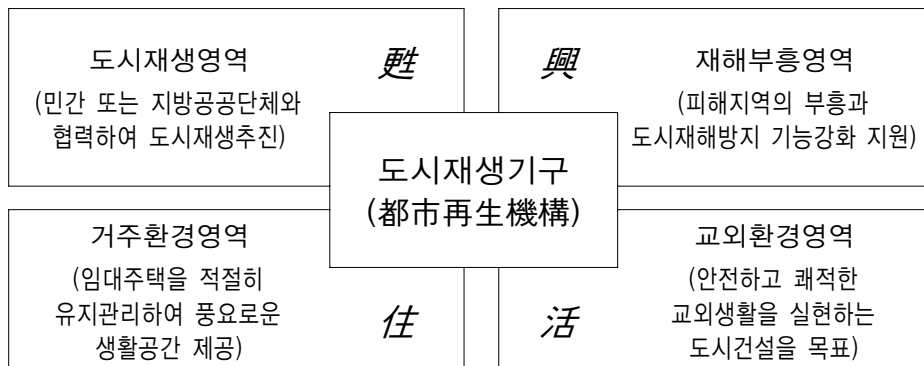 도시재생영역
(민간 또는 지방공공단체와
협력하여 도시재생추진)
甦
興
재해부흥영역
(피해지역의 부흥과
도시재해방지 기능강화 지원)
도시재생기구
(都市再生機構)
거주환경영역
(임대주택을 적절히
유지관리하여 풍요로운
생활공간 제공)
住
活
교외환경영역
(안전하고 쾌적한
교외생활을 실현하는
도시건설을 목표)